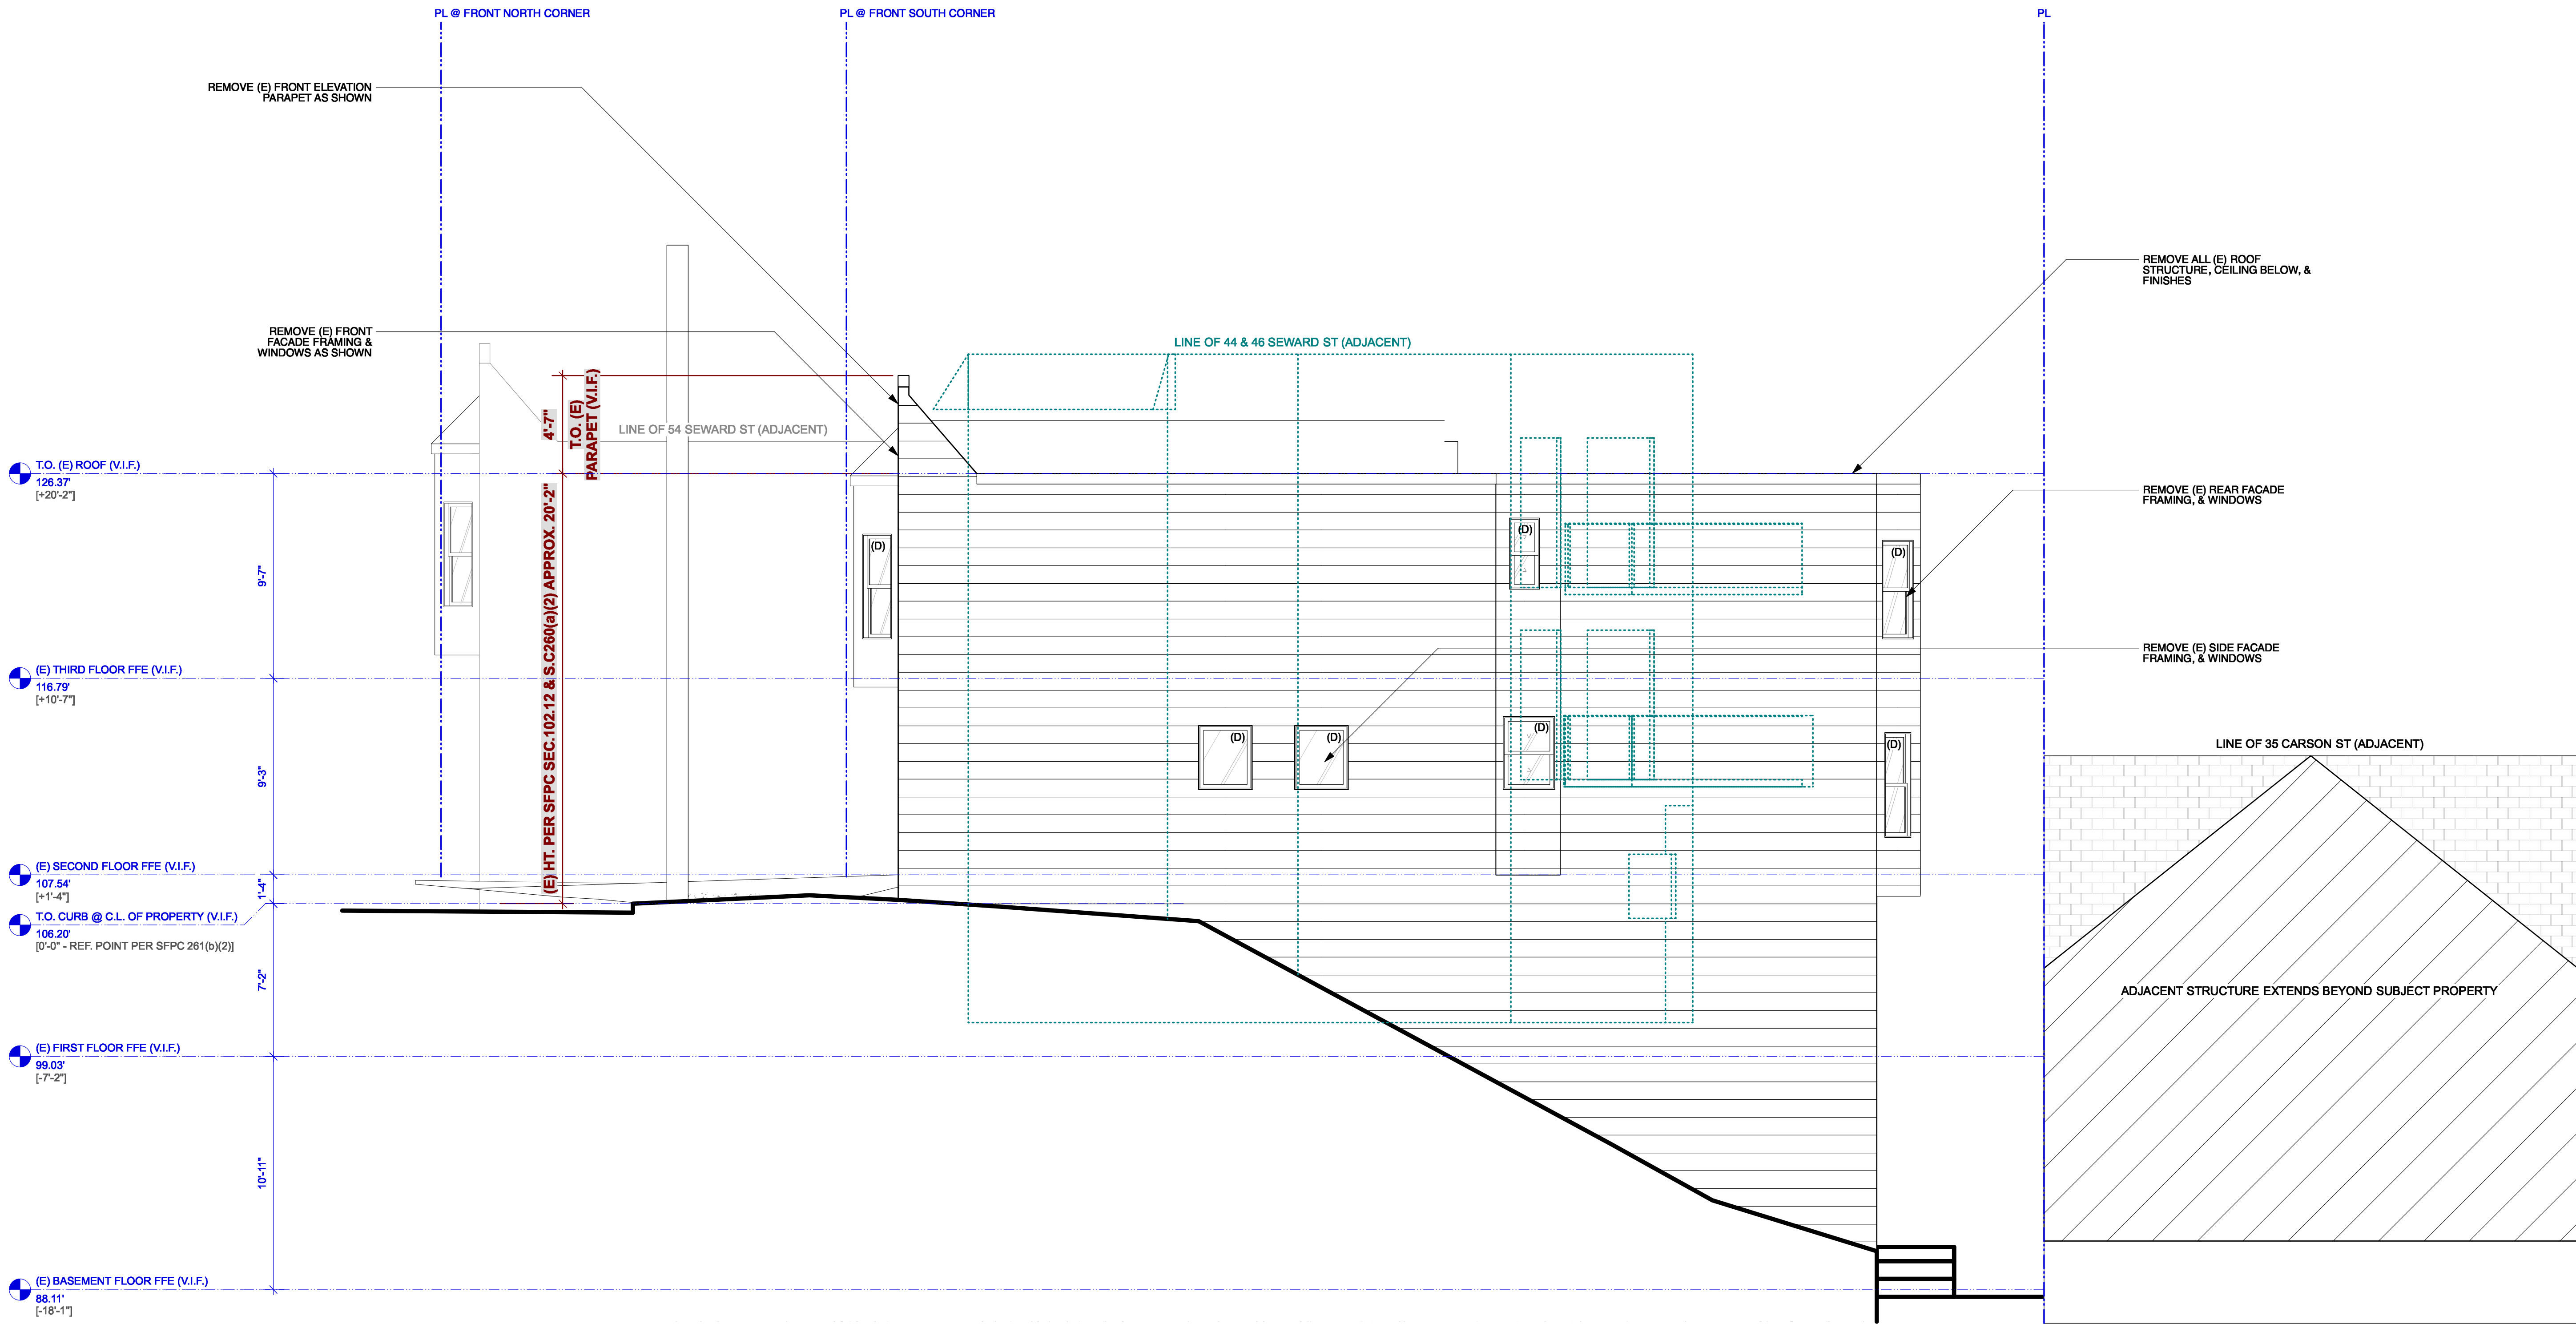 PL @ FRONT NORTH CORNER
PL @ FRONT SOUTH CORNER
PL
REMOVE (E) FRONT ELEVATION
PARAPET AS SHOWN
REMOVE ALL (E) ROOF
STRUCTURE, CEILING BELOW, &
FINISHES
REMOVE (E) FRONT
FACADE FRAMING &
WINDOWS AS SHOWN
LINE OF 44 & 46 SEWARD ST (ADJACENT)
4'-7"
T.O. (E)
PARAPET (V.I.F.)
LINE OF 54 SEWARD ST (ADJACENT)
T.O. (E) ROOF (V.I.F.)
126.37'
[+20'-2"]
(E) HT. PER SFPC SEC.102.12 & S.C260(a)(2) APPROX. 20'-2"
REMOVE (E) REAR FACADE
FRAMING, & WINDOWS
(D)
(D)
(D)
9'-7"
REMOVE (E) SIDE FACADE
FRAMING, & WINDOWS
(E) THIRD FLOOR FFE (V.I.F.)
116.79'
[+10'-7"]
(D)
(D)
(D)
(D)
LINE OF 35 CARSON ST (ADJACENT)
9'-3"
(E) SECOND FLOOR FFE (V.I.F.)
107.54'
[+1'-4"]
1'-4"
T.O. CURB @ C.L. OF PROPERTY (V.I.F.)
106.20'
[0'-0" - REF. POINT PER SFPC 261(b)(2)]
7'-2"
ADJACENT STRUCTURE EXTENDS BEYOND SUBJECT PROPERTY
(E) FIRST FLOOR FFE (V.I.F.)
99.03'
[-7'-2"]
10'-11"
(E) BASEMENT FLOOR FFE (V.I.F.)
88.11'
[-18'-1"]